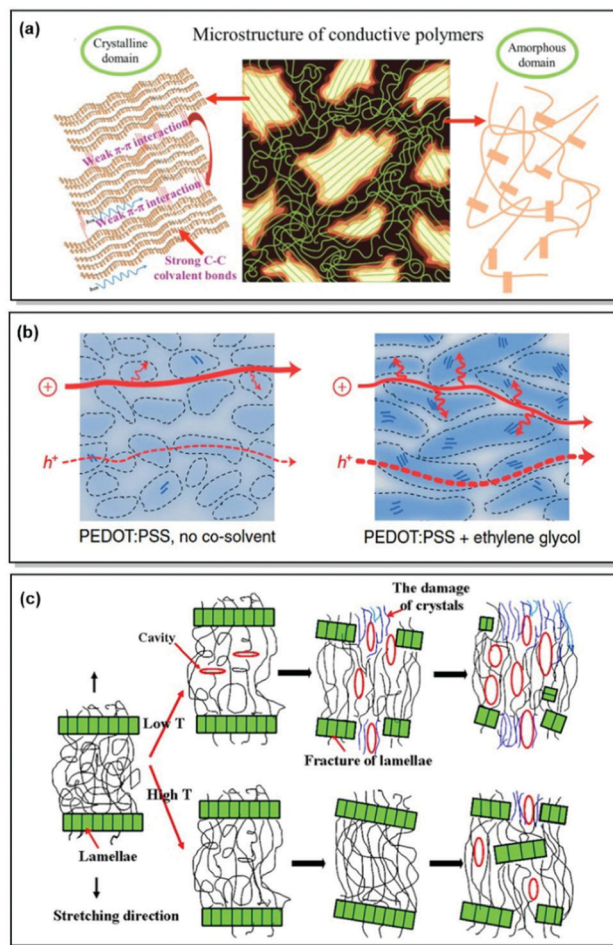 (a)
Crystalline
domain
Microstructure of conductive polymers
Amorphous
domain
Weak π-π interaction
Weak π-π interaction
Strong C-C
colvalent bonds
(b)
+
h+
PEDOT:PSS, no co-solvent
+
h+
PEDOT:PSS + ethylene glycol
(c)
The damage
of crystals
Cavity
Low T
Fracture of lamellae
High T
Lamellae
Stretching direction